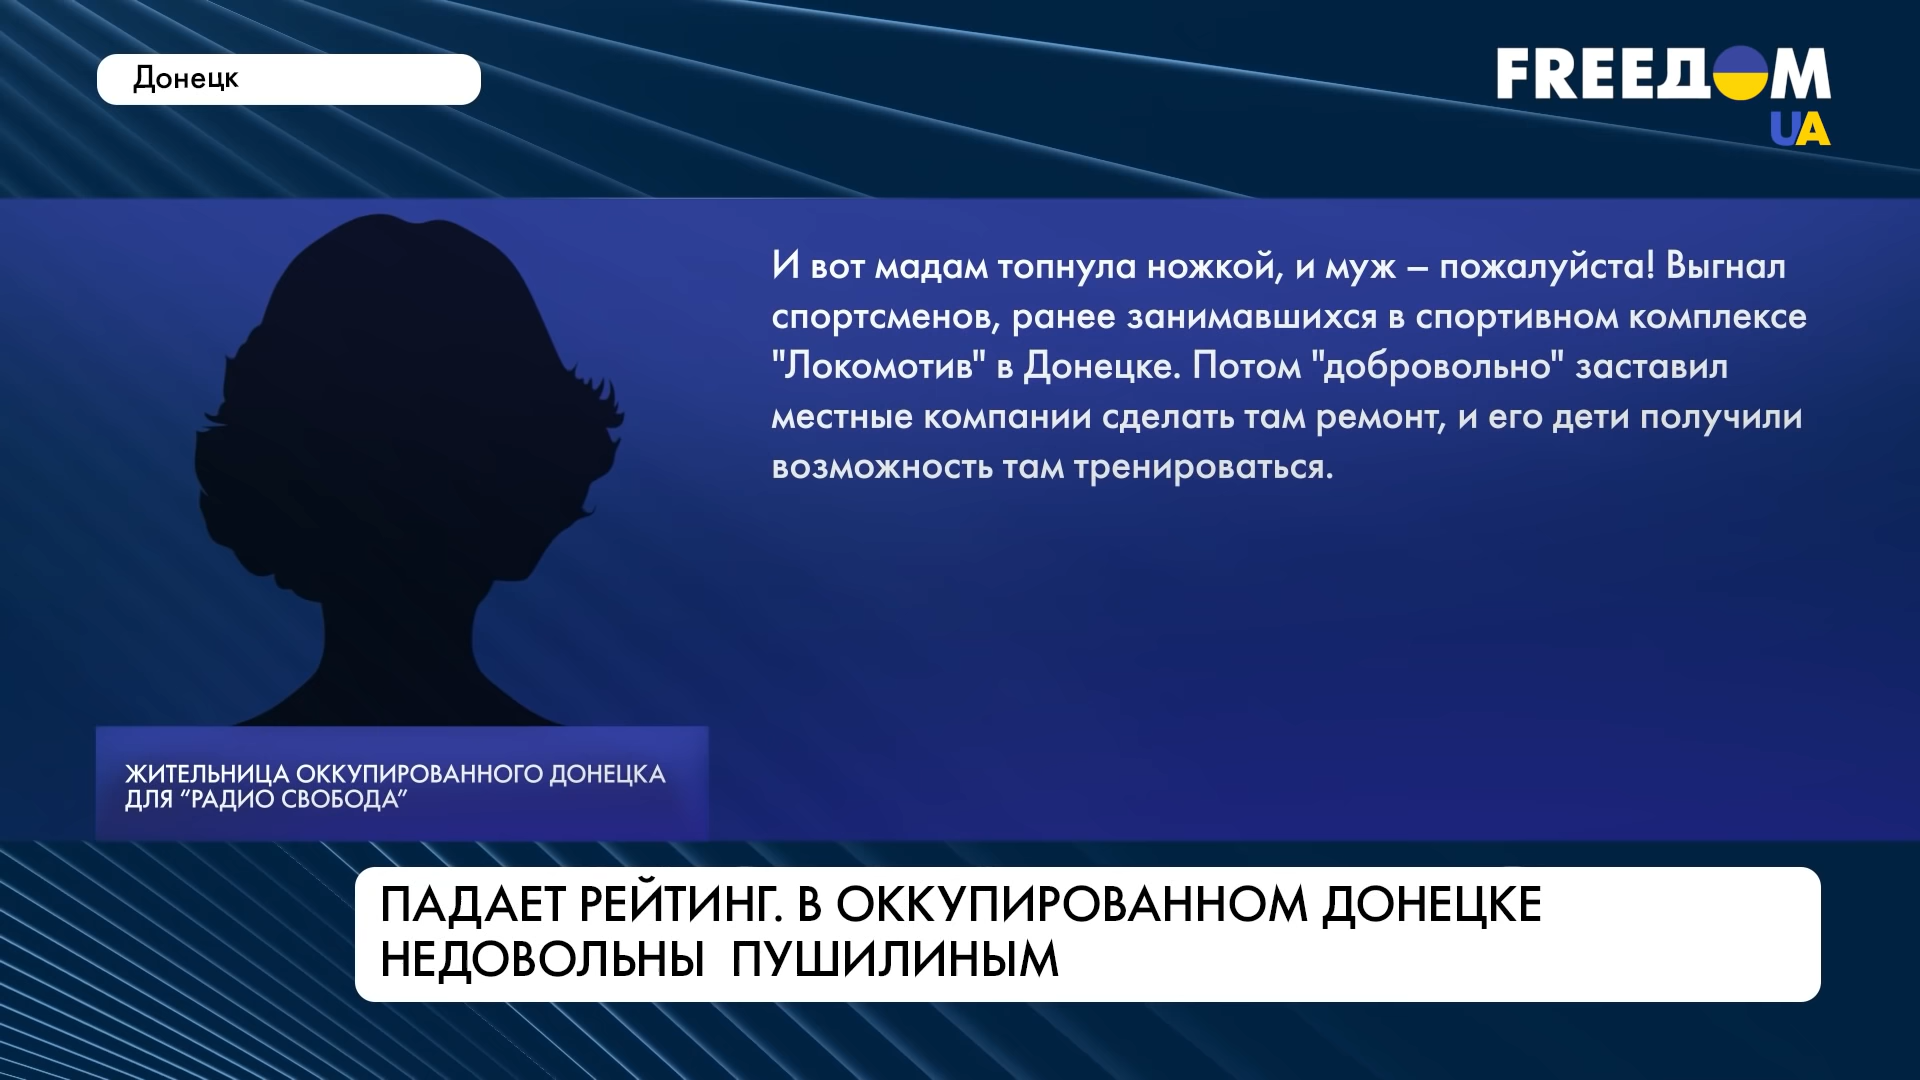 Донецк
FREEДOM
UA
И вот мадам топнула ножкой, и муж – пожалуйста! Выгнал
спортсменов, ранее занимавшихся в спортивном комплексе
"Локомотив" в Донецке. Потом "добровольно" заставил
местные компании сделать там ремонт, и его дети получили
возможность там тренироваться.
ЖИТЕЛЬНИЦА ОККУПИРОВАННОГО ДОНЕЦКА
ДЛЯ “РАДИО СВОБОДА”
ПАДАЕТ РЕЙТИНГ. В ОККУПИРОВАННОМ ДОНЕЦКЕ
НЕДОВОЛЬНЫ ПУШИЛИНЫМ